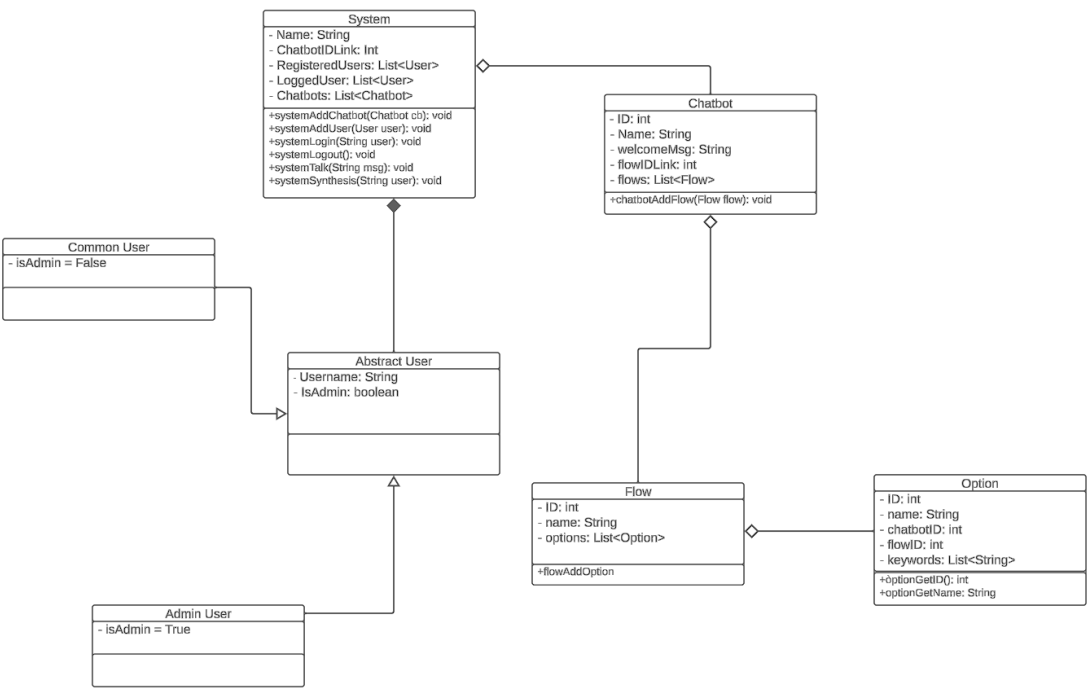 System
- Name: String
- ChatbotIDLink: Int
- RegisteredUsers: List<User>
- LoggedUser: List<User>
- Chatbots: List<Chatbot>
+systemAddChatbot(Chatbot cb): void
+systemAddUser(User user): void
+systemLogin(String user): void
+systemLogout(): void
+systemTalk(String msg): void
+systemSynthesis(String user): void
Chatbot
- ID: int
- Name: String
- welcomeMsg: String
- flowIDLink: int
- flows: List<Flow>
+chatbotAddFlow(Flow flow): void
Common User
- isAdmin = False
Abstract User
- Username: String
- IsAdmin: boolean
Flow
- ID: int
- name: String
- options: List<Option>
+flowAddOption
Option
- ID: int
- name: String
- chatbotID: int
- flowID: int
- keywords: List<String>
+òptionGetID(): int
+optionGetName: String
Admin User
- isAdmin = True